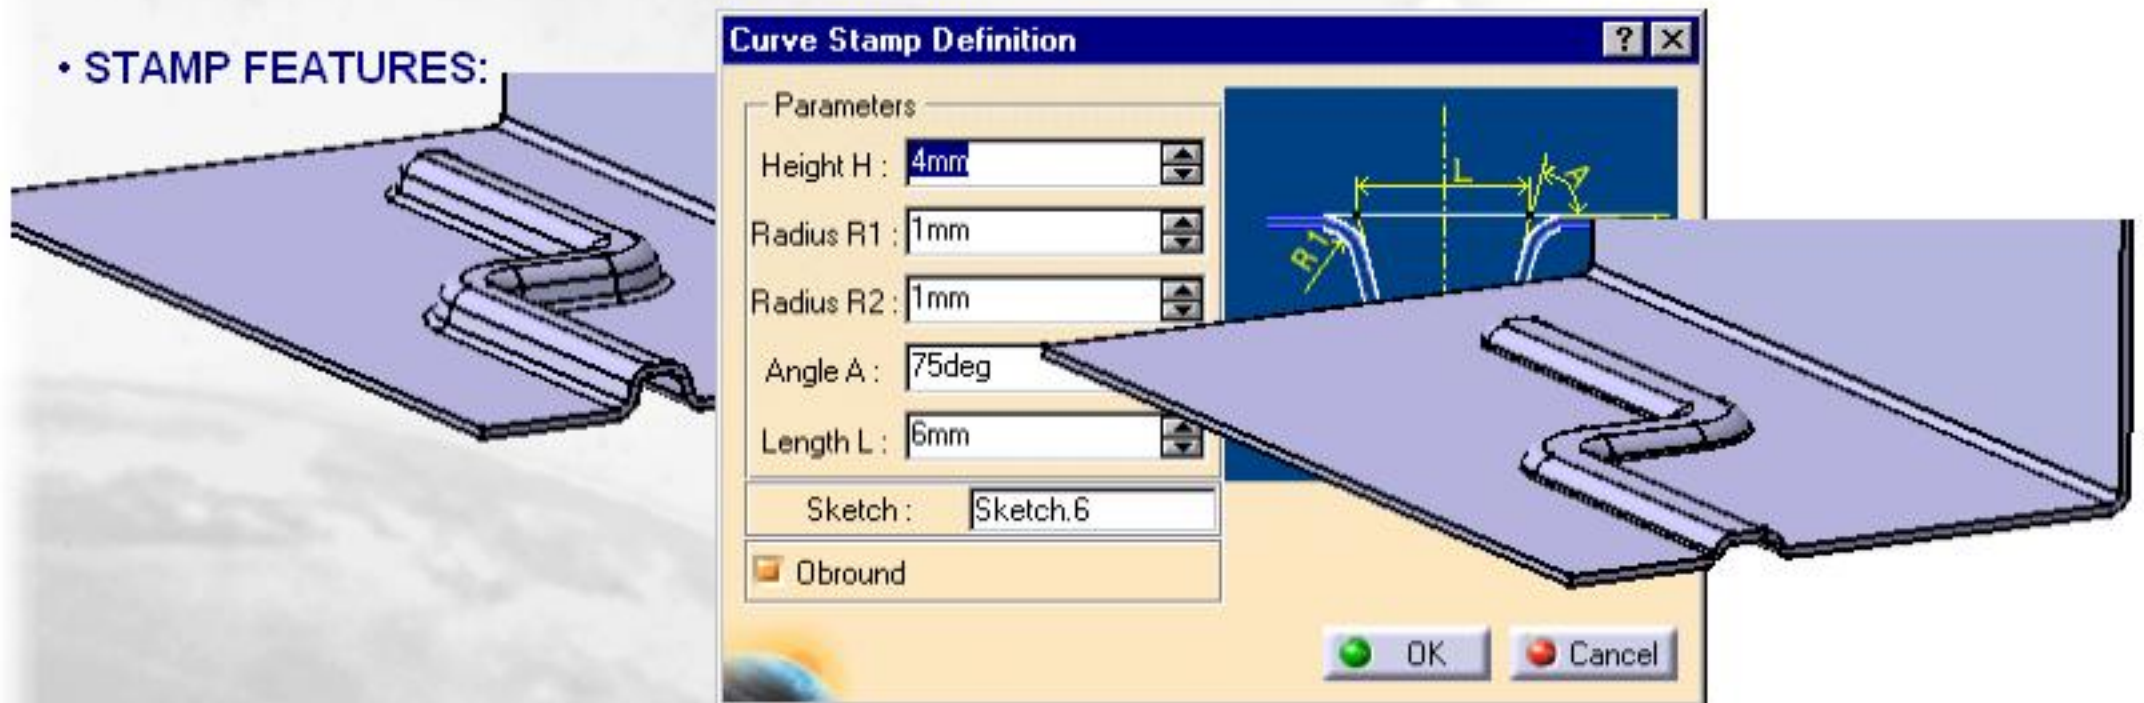 • STAMP FEATURES:
Curve Stamp Definition
Parameters
Height H : 4mm
Radius R1 : 1mm
Radius R2 : 1mm
Angle A : 75deg
Length L : 6mm
Sketch : Sketch.6
Obround
L
A
R1
OK
Cancel